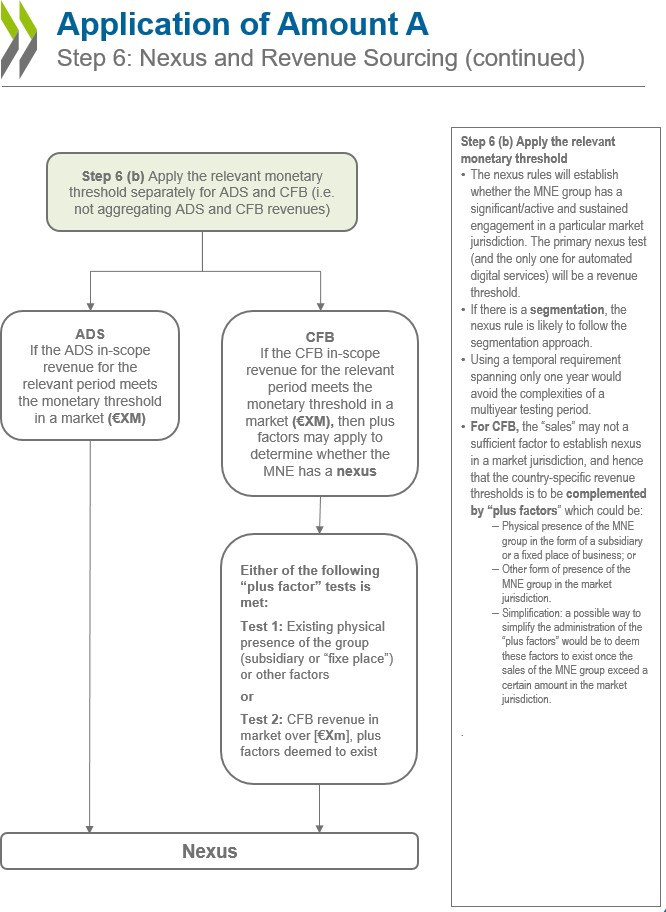 Application of Amount A
Step 6: Nexus and Revenue Sourcing (continued)
Step 6 (b) Apply the relevant monetary
threshold separately for ADS and CFB (i.e.
not aggregating ADS and CFB revenues)
ADS
If the ADS in-scope
revenue for the
relevant period meets
the monetary threshold
in a market (€XM)
CFB
If the CFB in-scope
revenue for the relevant
period meets the
monetary threshold in a
market (€XM), then plus
factors may apply to
determine whether the
MNE has a nexus
Either of the following
“plus factor” tests is
met:
Test 1: Existing physical
presence of the group
(subsidiary or “fixe place”)
or other factors
or
Test 2: CFB revenue in
market over [€Xm], plus
factors deemed to exist
Nexus
Step 6 (b) Apply the relevant
monetary threshold
• The nexus rules will establish
whether the MNE group has a
significant/active and sustained
engagement in a particular market
jurisdiction. The primary nexus test
(and the only one for automated
digital services) will be a revenue
threshold.
• If there is a segmentation, the
nexus rule is likely to follow the
segmentation approach.
• Using a temporal requirement
spanning only one year would
avoid the complexities of a
multiyear testing period.
• For CFB, the “sales” may not a
sufficient factor to establish nexus
in a market jurisdiction, and hence
that the country-specific revenue
thresholds is to be complemented
by “plus factors” which could be:
– Physical presence of the MNE
group in the form of a subsidiary
or a fixed place of business; or
– Other form of presence of the
MNE group in the market
jurisdiction.
– Simplification: a possible way to
simplify the administration of the
“plus factors” would be to deem
these factors to exist once the
sales of the MNE group exceed a
certain amount in the market
jurisdiction.
.